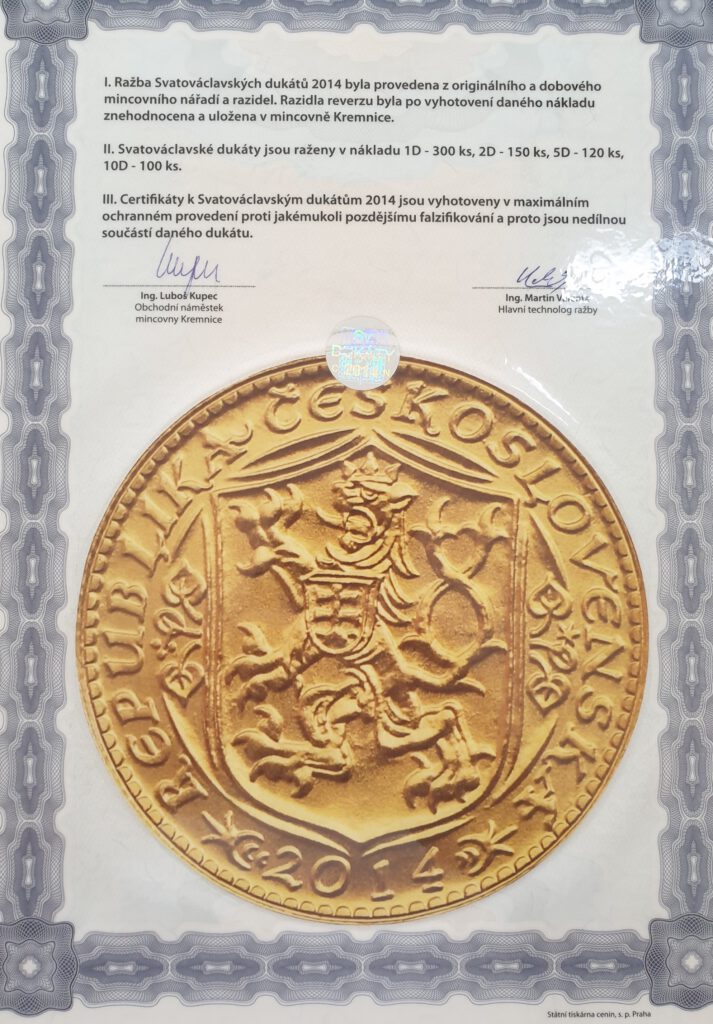 I. Ražba Svatováclavských dukátů 2014 byla provedena z originálního a dobového
mincovního nářadí a razidel. Razidla reverzu byla po vyhotovení daného nákladu
znehodnocena a uložena v mincovně Kremnice.
II. Svatováclavské dukáty jsou raženy v nákladu 1D - 300 ks, 2D - 150 ks, 5D - 120 ks,
10D - 100 ks.
III. Certifikáty k Svatováclavským dukátům 2014 jsou vyhotoveny v maximálním
ochranném provedení proti jakémukoli pozdějšímu falzifikování a proto jsou nedílnou
součástí daného dukátu.
Ing. Luboš Kupec
Obchodní náměstek
mincovny Kremnice
Ing. Martin
Hlavní technolog ražby
2014
REPUBLIKA ČESKOSLOVENSKA
2014
Státní tiskárna cenin, s. p. Praha